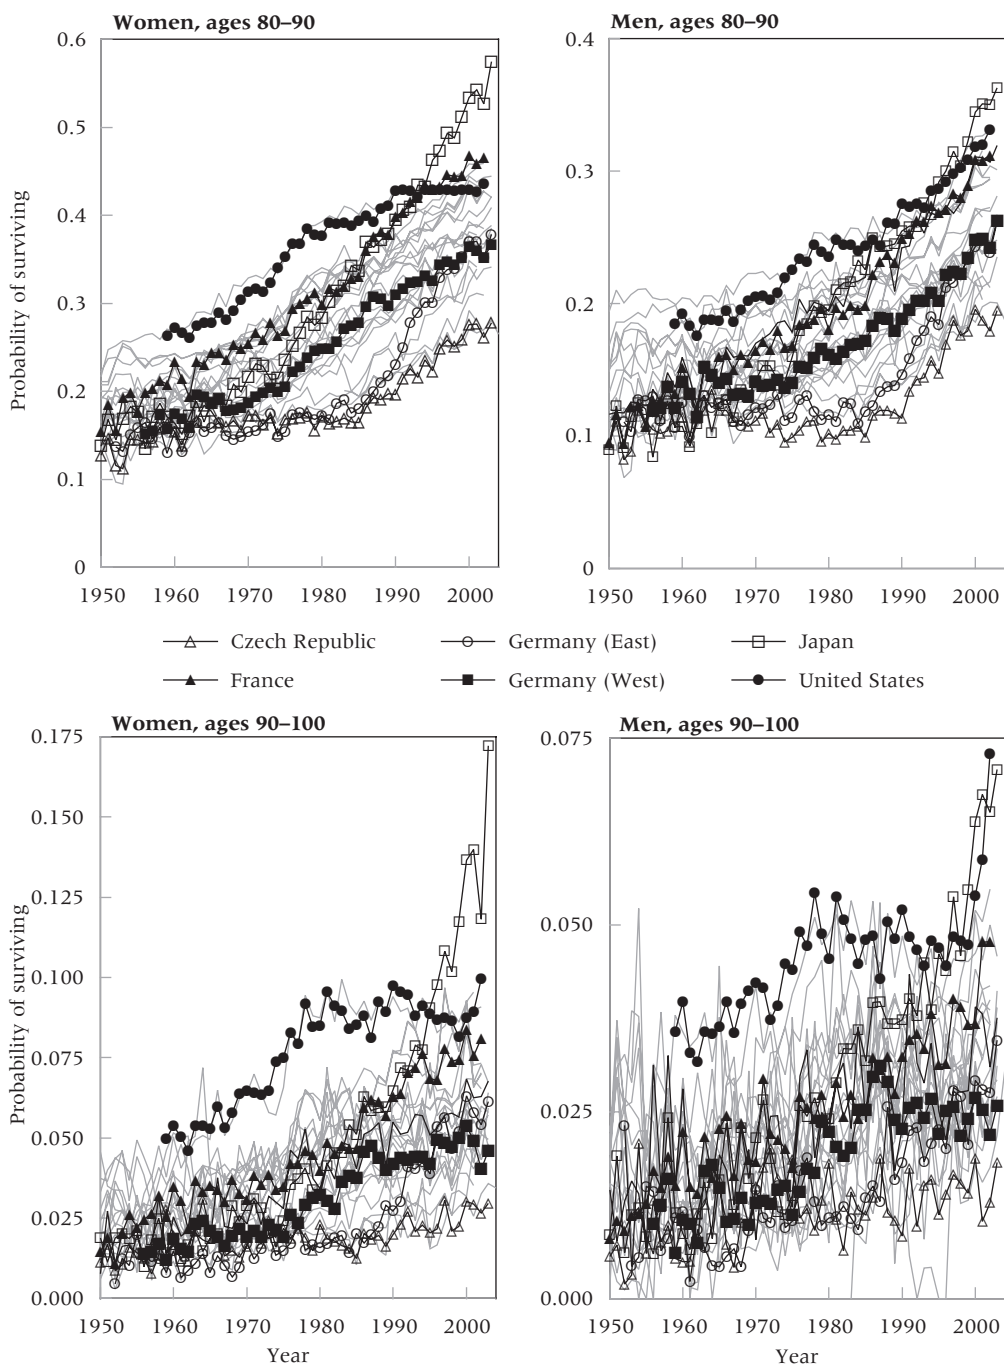 Women, ages 80–90
Men, ages 80–90
0.6
0.5
0.4
0.3
0.2
0.1
0
Probability of surviving
1950 1960 1970 1980 1990 2000
0.4
0.3
0.2
0.1
0
1950 1960 1970 1980 1990 2000
Czech Republic
Germany (East)
Japan
France
Germany (West)
United States
Women, ages 90–100
Men, ages 90–100
0.175
0.150
0.125
0.100
0.075
0.050
0.025
0.000
Probability of surviving
1950 1960 1970 1980 1990 2000
Year
0.075
0.050
0.025
0.000
1950 1960 1970 1980 1990 2000
Year